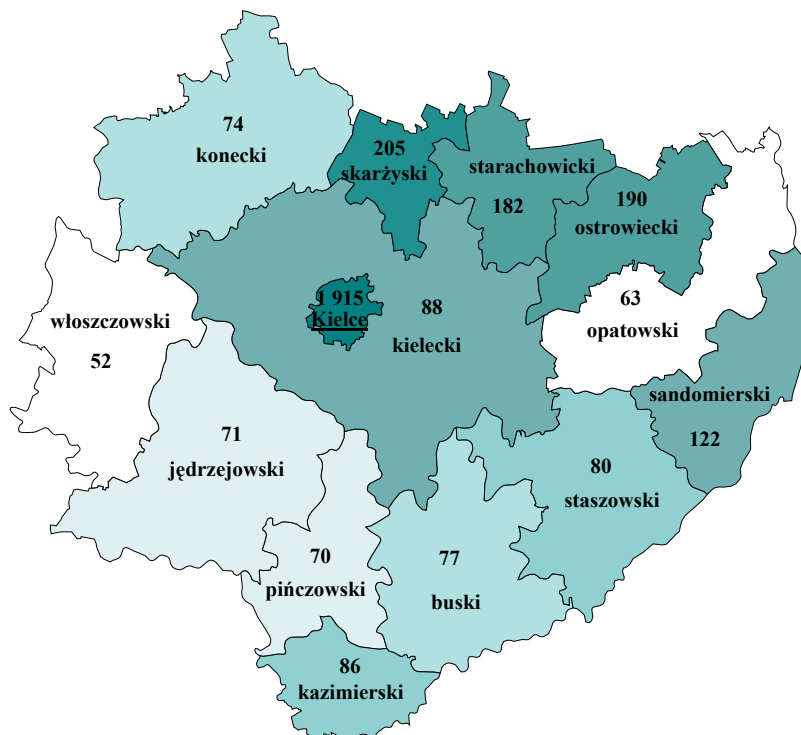 74
konecki
205
skarżyski
starachowicki
182
190
ostrowiecki
1 915
Kielce
88
kielecki
63
opatowski
włoszczowski
52
sandomierski
122
71
jędrzejowski
80
staszowski
70
pińczowski
77
buski
86
kazimierski